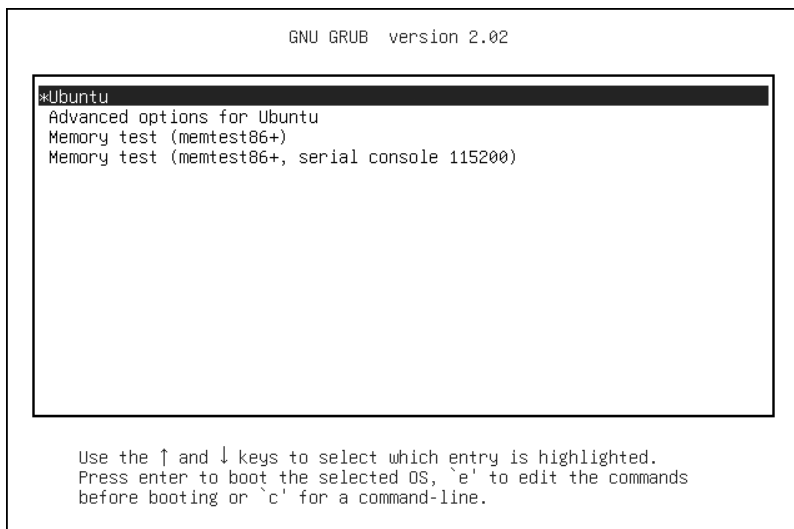 GNU GRUB version 2.02
*Ubuntu
Advanced options for Ubuntu
Memory test (memtest86+)
Memory test (memtest86+, serial console 115200)
Use the ↑ and ↓ keys to select which entry is highlighted.
Press enter to boot the selected OS, `e' to edit the commands
before booting or `c' for a command-line.